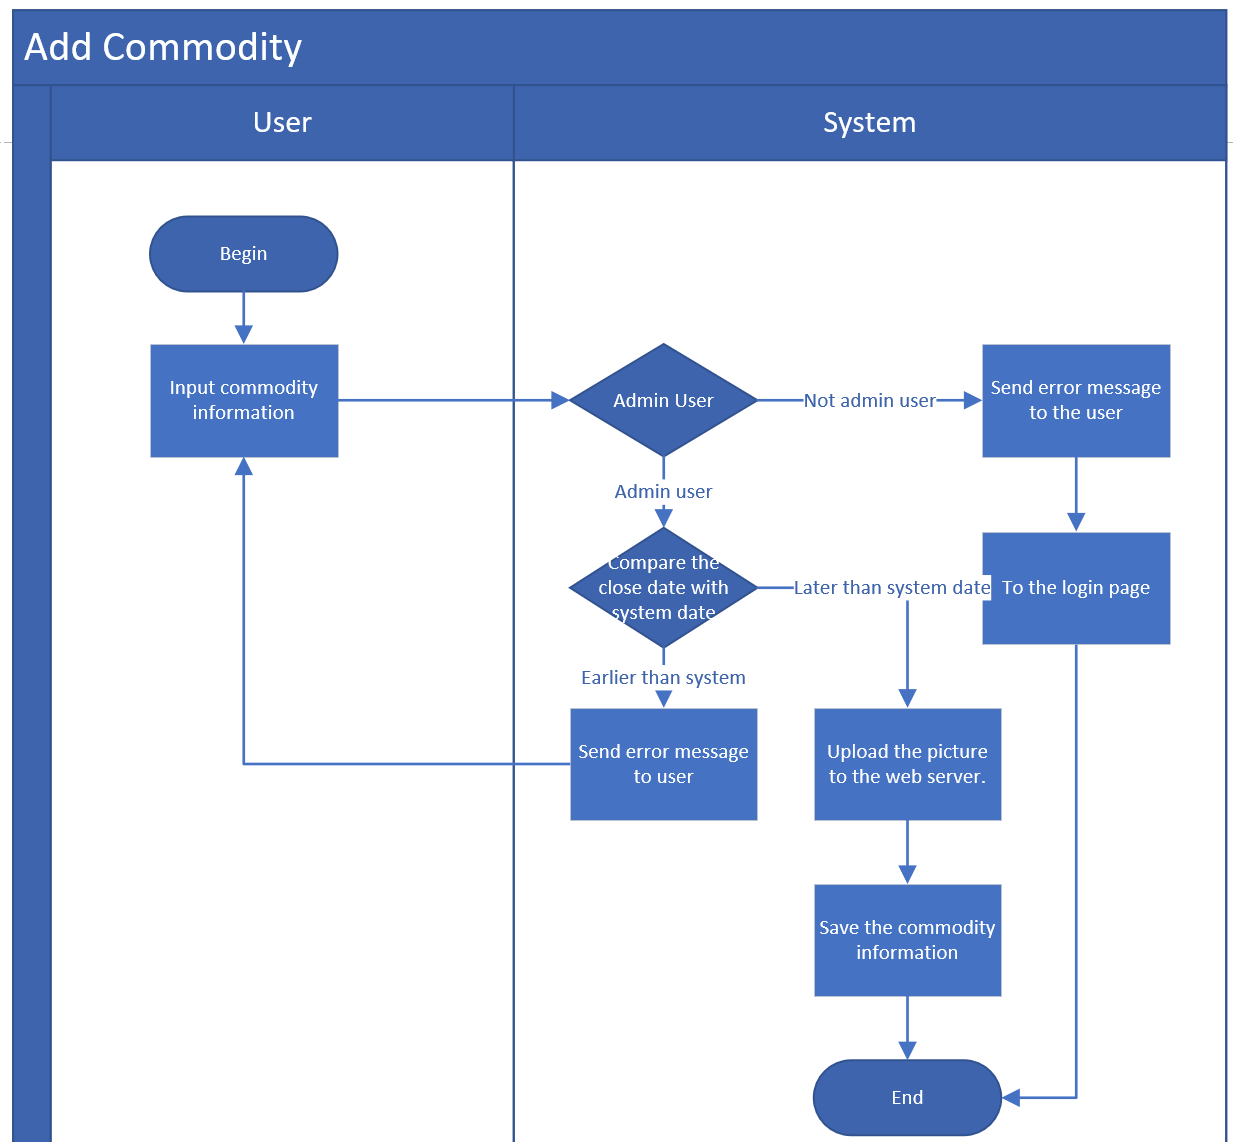 Add Commodity
User
System
Begin
Input commodity
information
Admin User
Not admin user
Send error message
to the user
Admin user
Compare the
close date with
system date
Later than system date
To the login page
Earlier than system
Send error message
to user
Upload the picture
to the web server.
Save the commodity
information
End